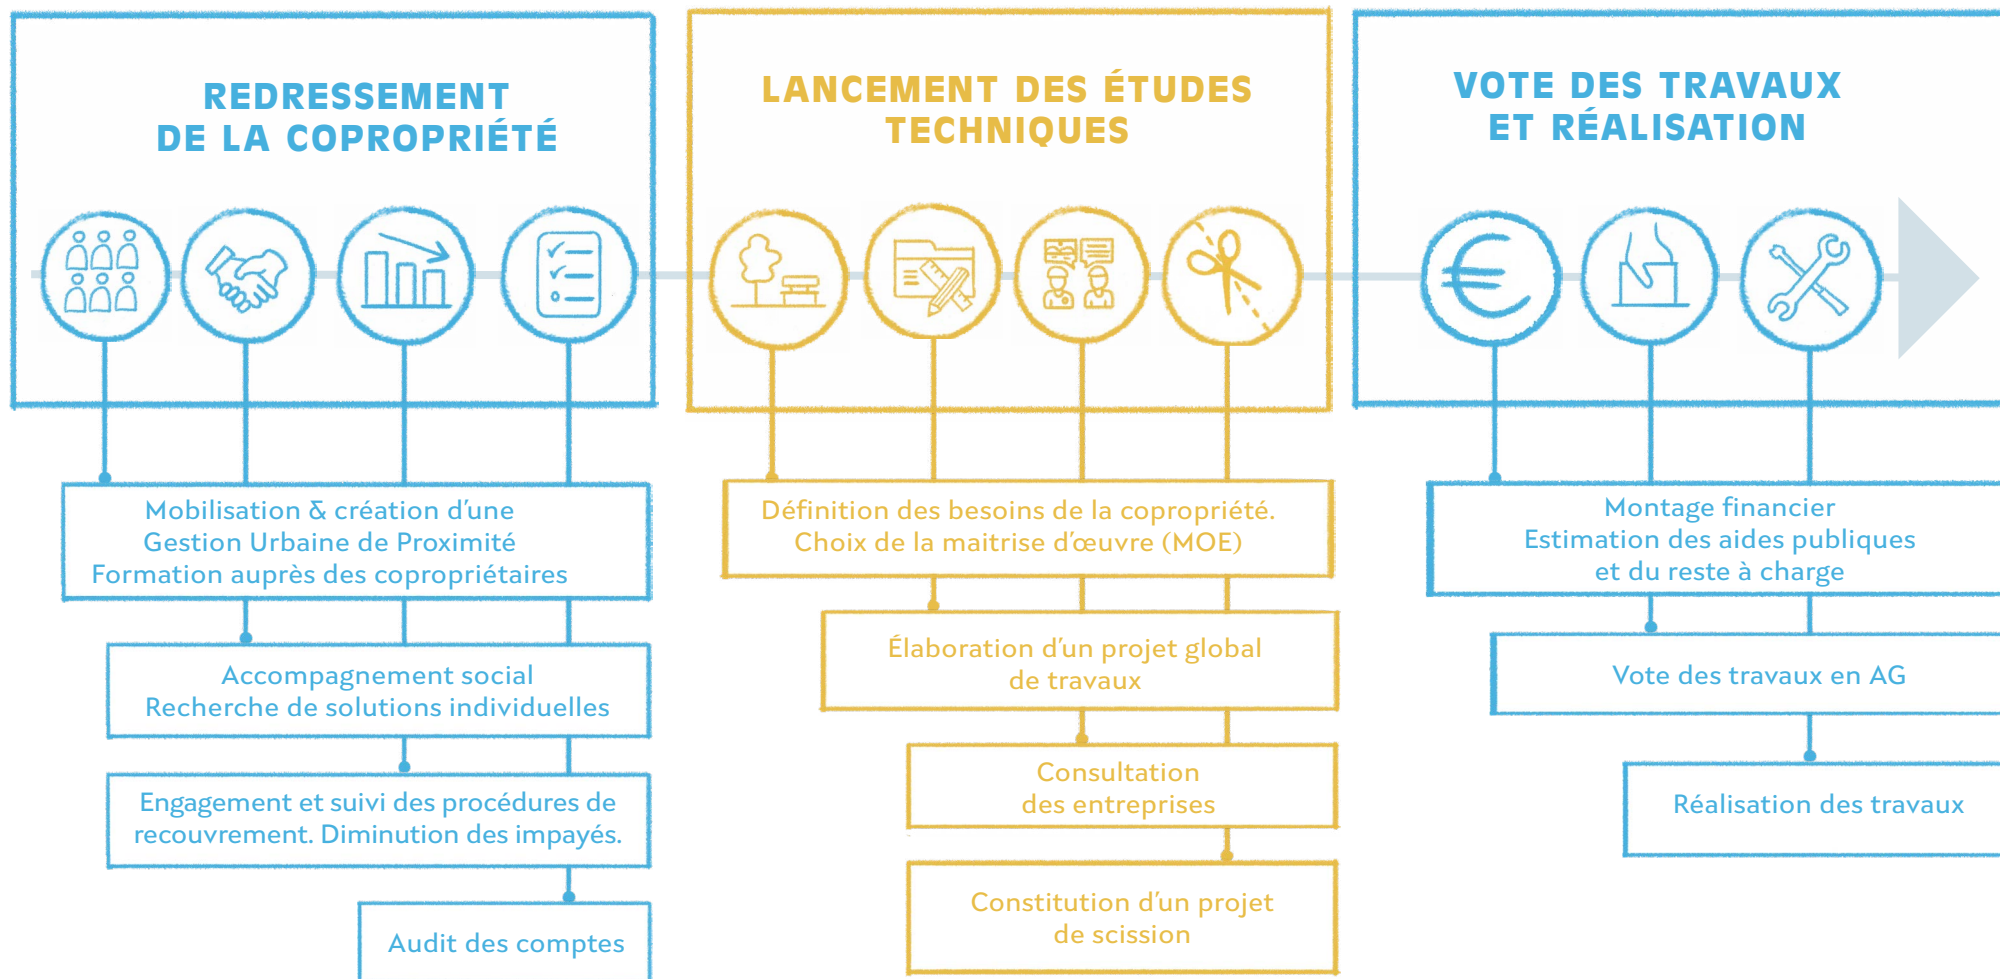 REDRESSEMENT
DE LA COPROPRIÉTÉ
Mobilisation & création d'une
Gestion Urbaine de Proximité
Formation auprès des copropriétaires
Accompagnement social
Recherche de solutions individuelles
Engagement et suivi des procédures de
recouvrement. Diminution des impayés.
Audit des comptes
LANCEMENT DES ÉTUDES
TECHNIQUES
Définition des besoins de la copropriété.
Choix de la maitrise d'œuvre (MOE)
Élaboration d'un projet global
de travaux
Consultation
des entreprises
Constitution d'un projet
de scission
VOTE DES TRAVAUX
ET RÉALISATION
Montage financier
Estimation des aides publiques
et du reste à charge
Vote des travaux en AG
Réalisation des travaux